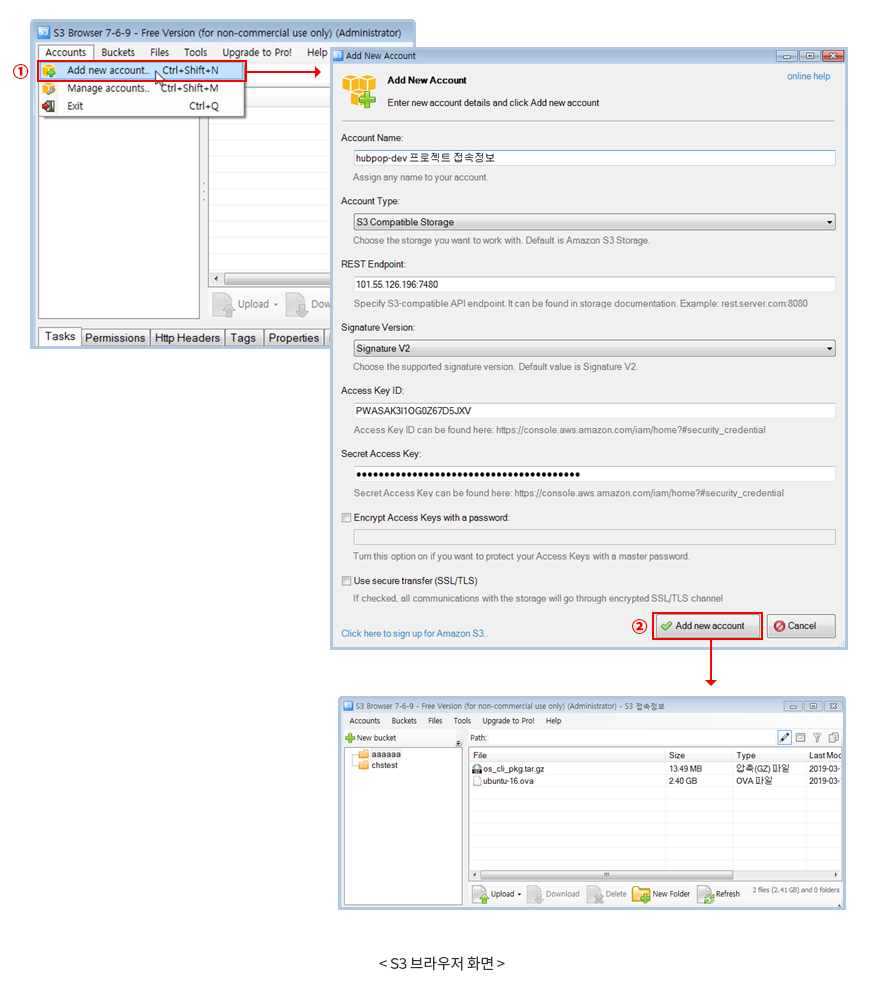 S3 Browser 7-6-9 - Free Version (for non-commercial use only) (Administrator)
Accounts Buckets Files Tools Upgrade to Pro! Help
① Add new account.. Ctrl+Shift+N
Manage accounts.. Ctrl+Shift+M
Exit Ctrl+Q
Upload
Tasks Permissions Http Headers Tags Properties
Add New Account
Add New Account
online help
Enter new account details and click Add new account
Account Name:
hubpop-dev 프로젝트 접속정보
Assign any name to your account.
Account Type:
S3 Compatible Storage
Choose the storage you want to work with. Default is Amazon S3 Storage.
REST Endpoint:
101.55.126.196:7480
Specify S3-compatible API endpoint. It can be found in storage documentation. Example: rest.server.com:8080
Signature Version:
Signature V2
Choose the supported signature version. Default value is Signature V2.
Access Key ID:
PWASAK3I1OG0Z67D5JXV
Access Key ID can be found here: https://console.aws.amazon.com/iam/home?#security_credential
Secret Access Key:
●●●●●●●●●●●●●●●●●●●●●●●●●●●●●●●●●●●●●●●●
Secret Access Key can be found here: https://console.aws.amazon.com/iam/home?#security_credential
Encrypt Access Keys with a password:
Turn this option on if you want to protect your Access Keys with a master password.
Use secure transfer (SSL/TLS)
If checked, all communications with the storage will go through encrypted SSL/TLS channel
② Add new account Cancel
Click here to sign up for Amazon S3..
S3 Browser 7-6-9 - Free Version (for non-commercial use only) (Administrator) - S3 접속정보
Accounts Buckets Files Tools Upgrade to Pro! Help
New bucket Path:
aaaaaa
chstest
File Size Type Last Moc
os_cli_pkg.tar.gz 13.49 MB 압축(GZ) 파일 2019-03-
ubuntu-16.ova 2.40 GB OVA 파일 2019-03-
Upload Download Delete New Folder Refresh 2 files (2.41 GB) and 0 folders
< S3 브라우저 화면 >